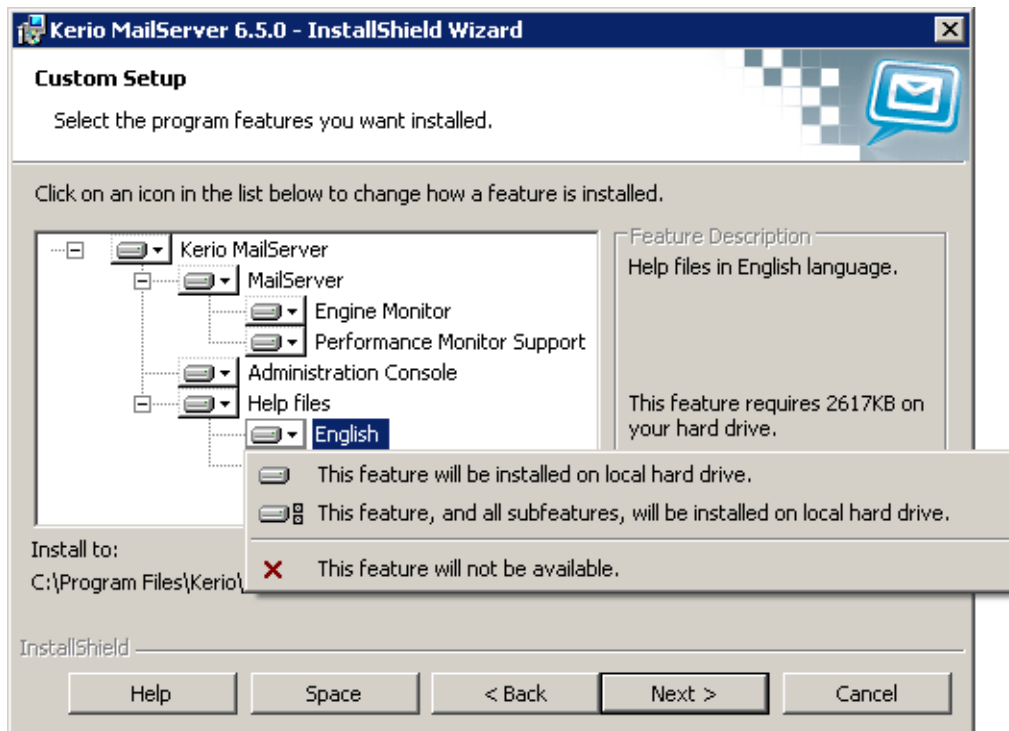 Kerio MailServer 6.5.0 - InstallShield Wizard
Custom Setup
Select the program features you want installed.
Click on an icon in the list below to change how a feature is installed.
Kerio MailServer
MailServer
Engine Monitor
Performance Monitor Support
Administration Console
Help files
English
Feature Description
Help files in English language.
This feature requires 2617KB on
your hard drive.
This feature will be installed on local hard drive.
This feature, and all subfeatures, will be installed on local hard drive.
This feature will not be available.
Install to:
C:\Program Files\Kerio\
InstallShield
Help
Space
< Back
Next >
Cancel